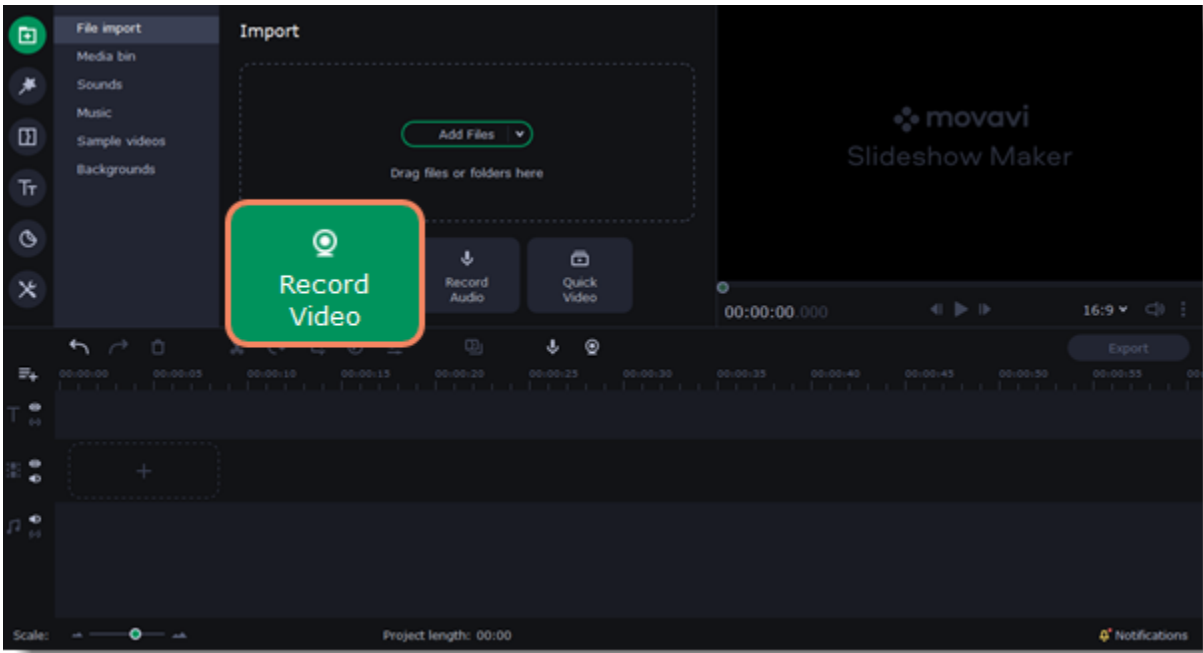 File import
Media bin
Sounds
Music
Sample videos
Backgrounds
Import
Add Files
Drag files or folders here
Record
Video
Record
Audio
Quick
Video
movavi
Slideshow Maker
00:00:00.000
16:9
Export
00:00:00 00:00:05 00:00:10 00:00:15 00:00:20 00:00:25 00:00:30 00:00:35 00:00:40 00:00:45 00:00:50 00:00:55 00:
Scale:
Project length: 00:00
Notifications